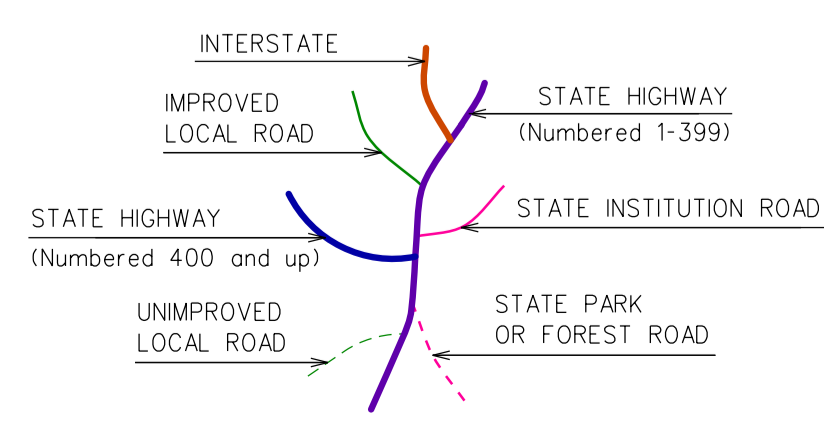 INTERSTATE
IMPROVED
LOCAL ROAD
STATE HIGHWAY
(Numbered 1-399)
STATE HIGHWAY
(Numbered 400 and up)
STATE INSTITUTION ROAD
UNIMPROVED
LOCAL ROAD
STATE PARK
OR FOREST ROAD